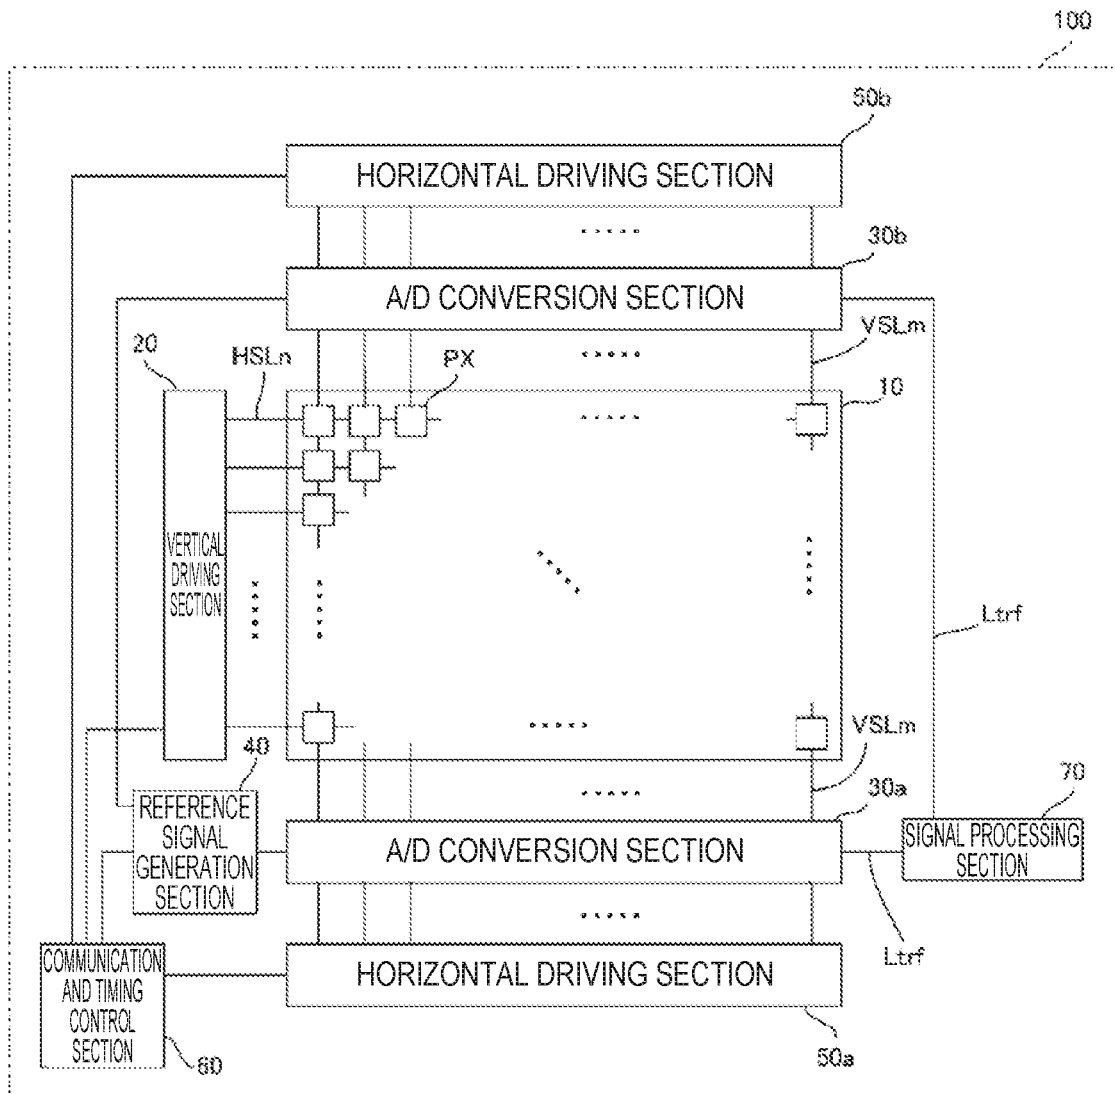 100
50b
HORIZONTAL DRIVING SECTION
30b
A/D CONVERSION SECTION
VSLm
20
HSLn
PX
10
VERTICAL
DRIVING
SECTION
Ltrf
VSLm
40
30a
70
REFERENCE
SIGNAL
GENERATION
SECTION
A/D CONVERSION SECTION
SIGNAL PROCESSING
SECTION
Ltrf
COMMUNICATION
AND TIMING
CONTROL
SECTION
HORIZONTAL DRIVING SECTION
60
50a